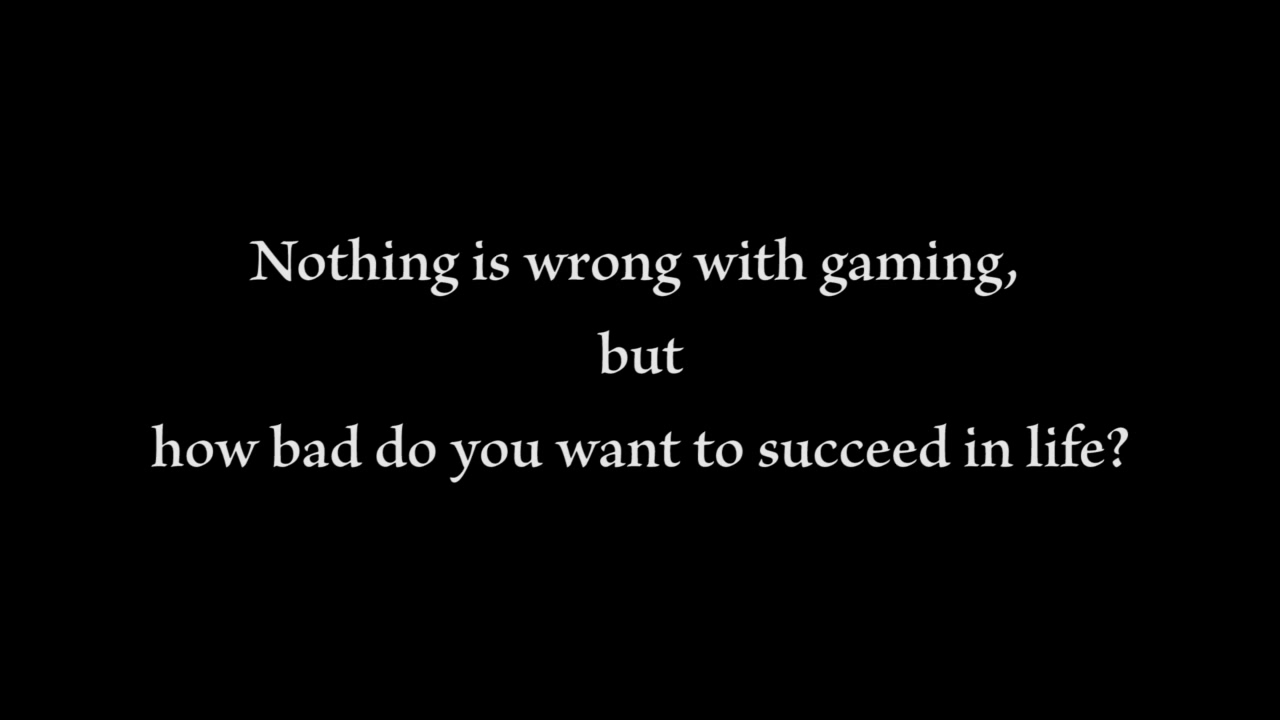 Nothing is wrong with gaming,
but
how bad do you want to succeed in life?